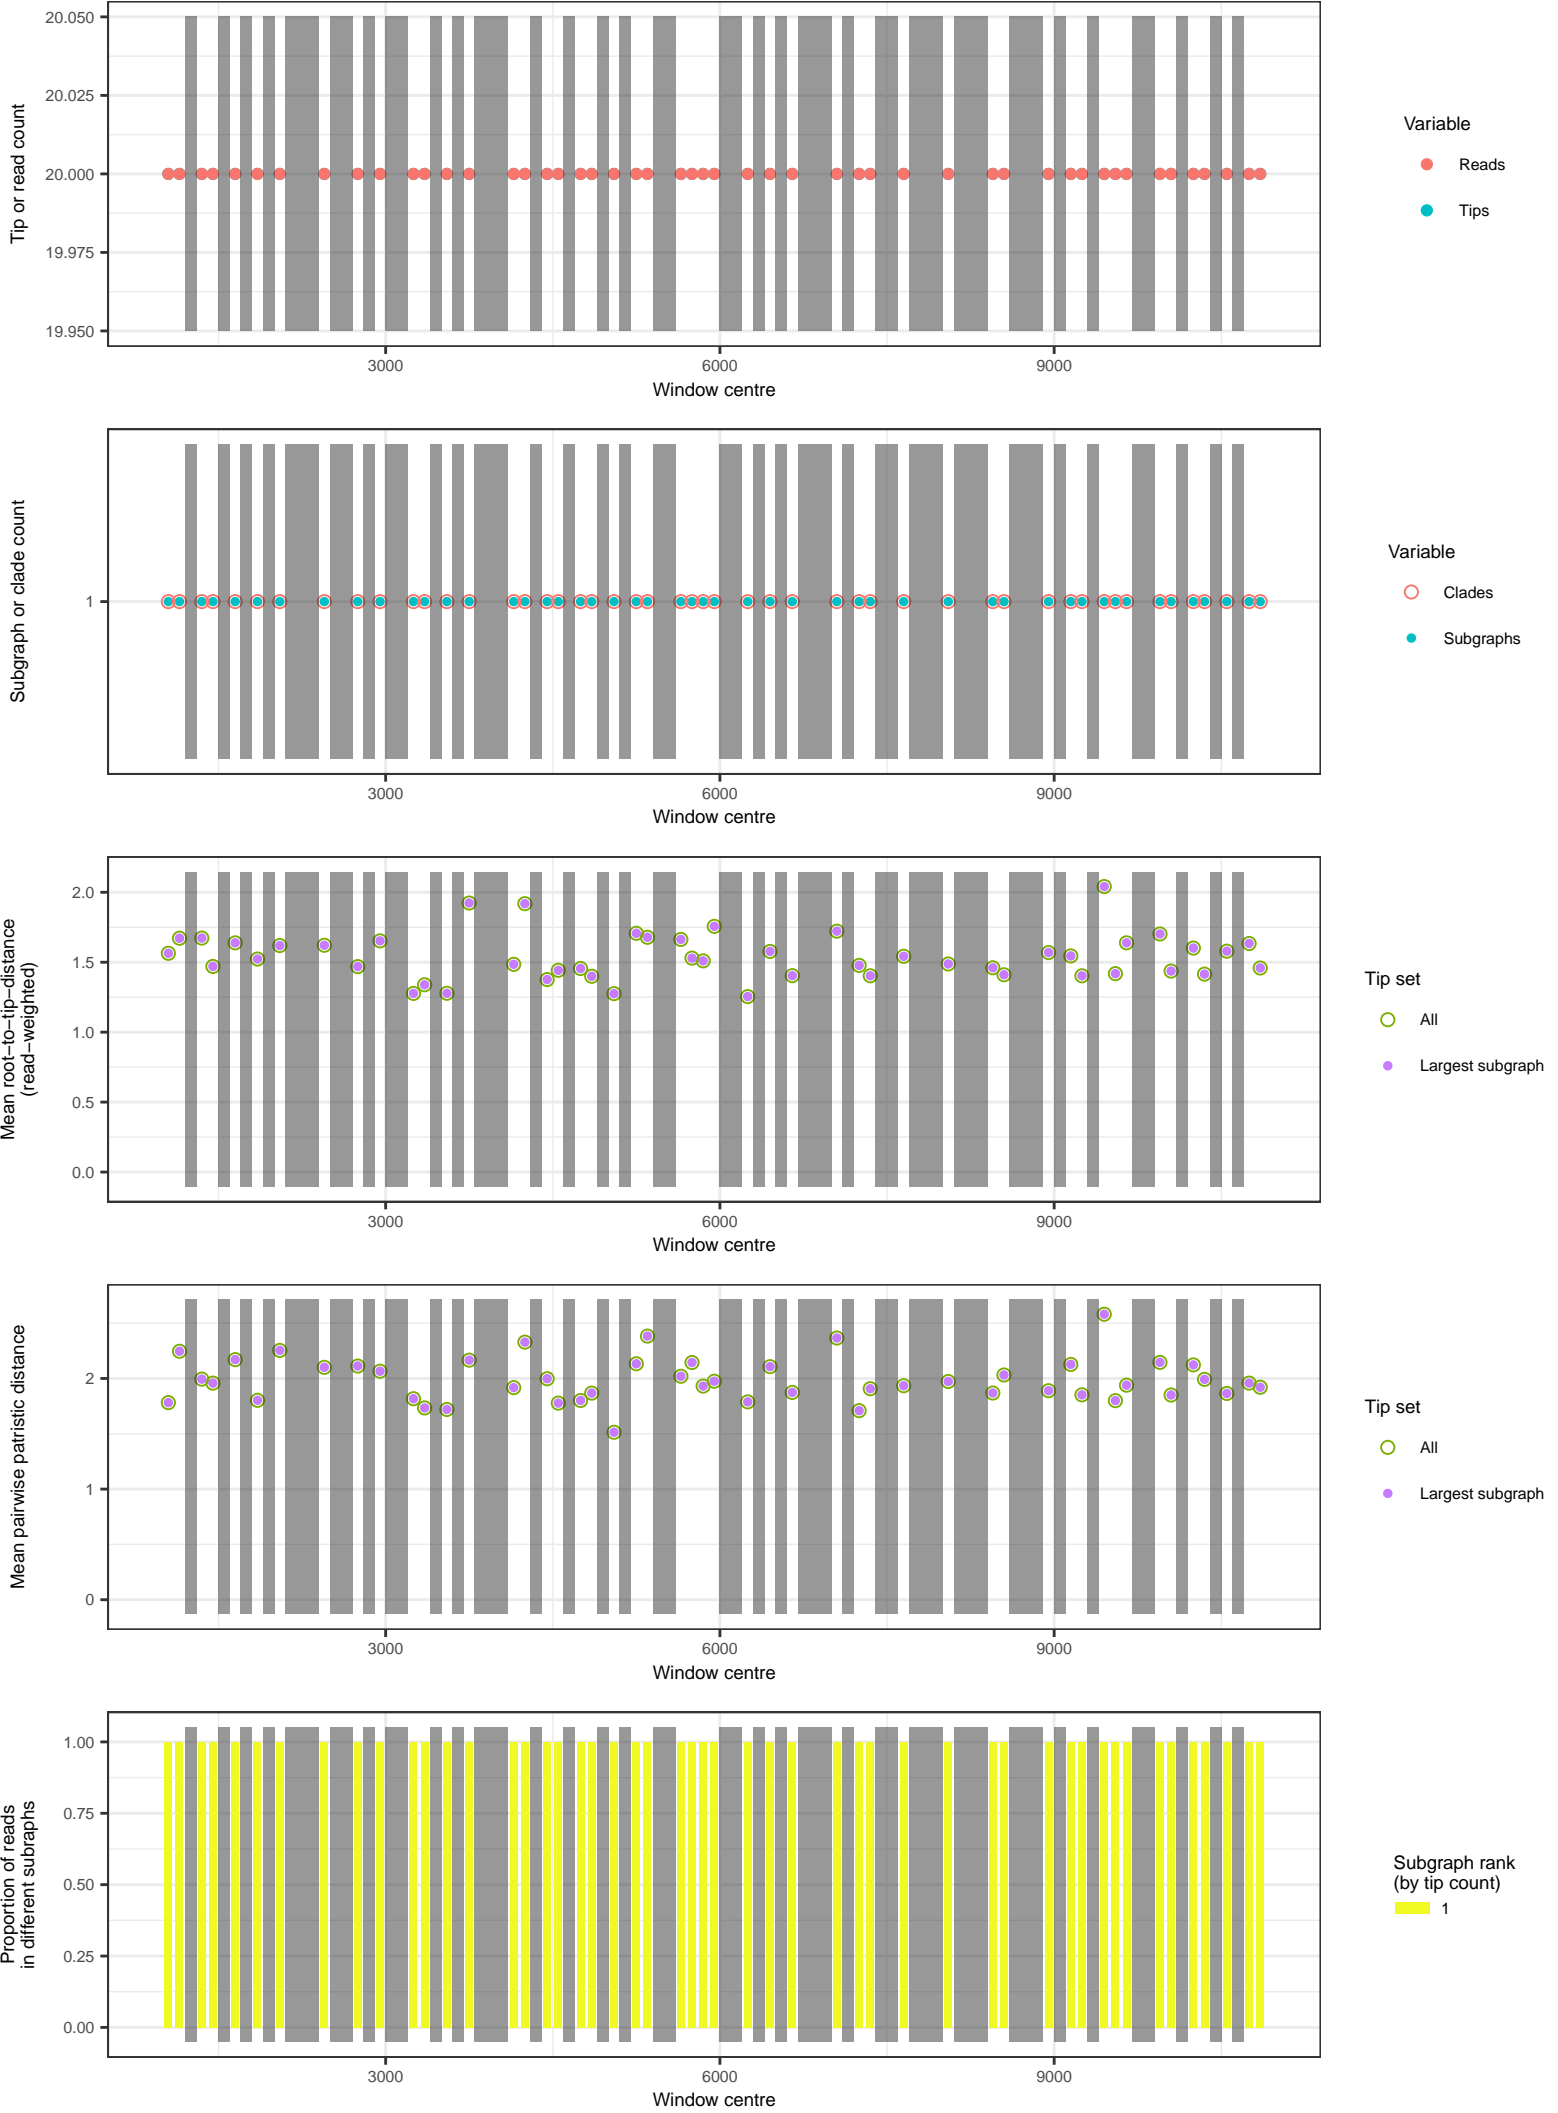 20.050
20.025
20.000
19.975
19.950
Tip or read count
3000
6000
9000
Window centre
Variable
Reads
Tips
1
Subgraph or clade count
3000
6000
9000
Window centre
Variable
Clades
Subgraphs
2.0
1.5
1.0
0.5
0.0
Mean root−to−tip−distance
(read−weighted)
3000
6000
9000
Window centre
Tip set
All
Largest subgraph
2
1
0
Mean pairwise patristic distance
3000
6000
9000
Window centre
Tip set
All
Largest subgraph
1.00
0.75
0.50
0.25
0.00
Proportion of reads
in different subraphs
3000
6000
9000
Window centre
Subgraph rank
(by tip count)
1